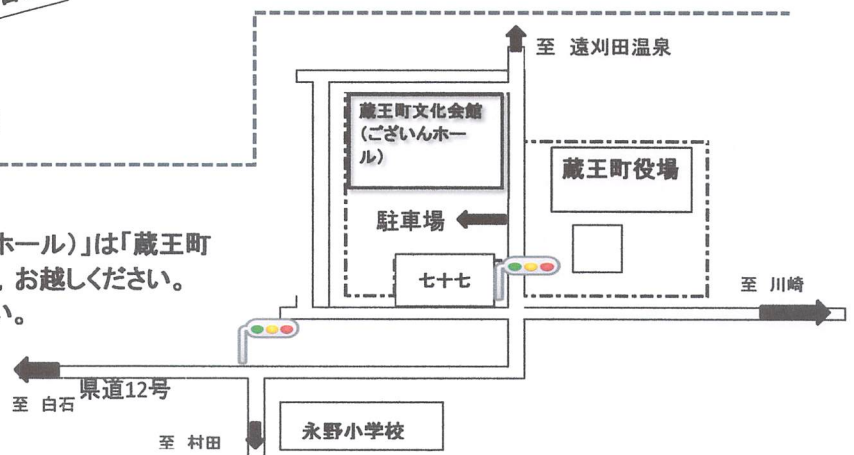 至 遠刈田温泉
蔵王町文化会館
(ございんホー
ル)
蔵王町役場
駐車場
ホール)」は「蔵王町
, お越しください。
い。
七十七
至 川崎
県道12号
至 白石
至 村田
永野小学校